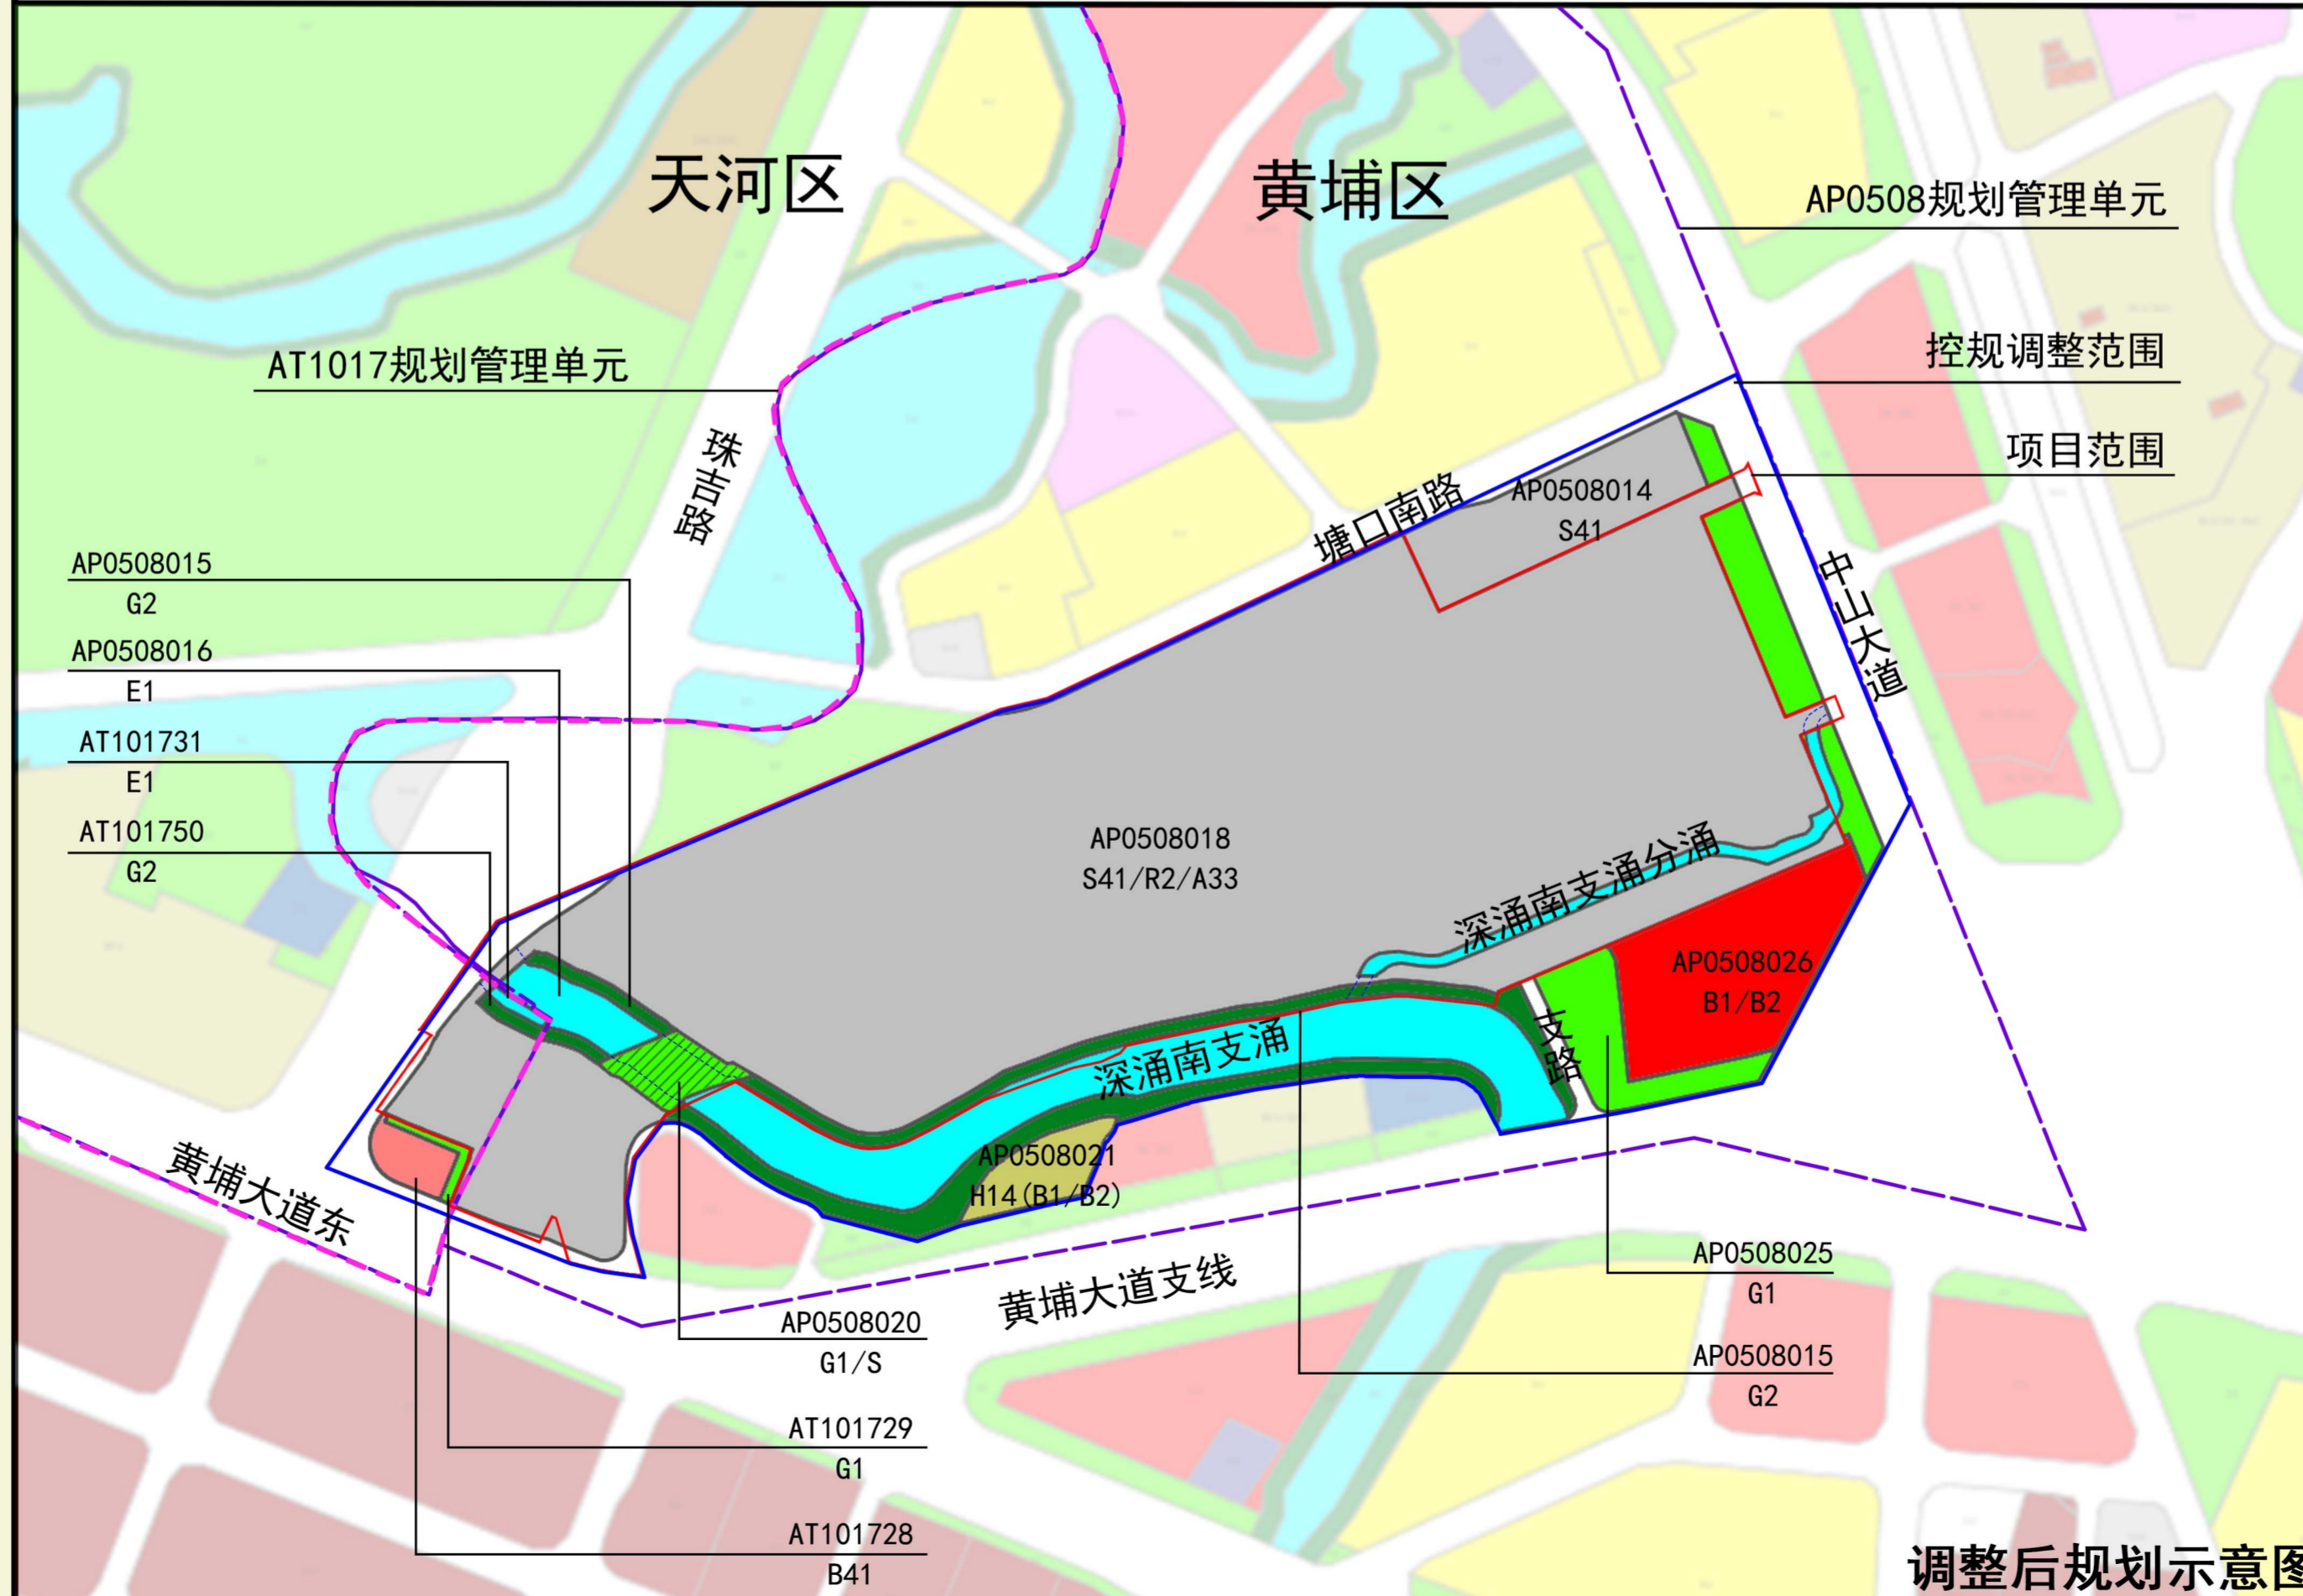 天河区
黄埔区
AP0508规划管理单元
控规调整范围
AT1017规划管理单元
项目范围
珠吉路
塘口南路
AP0508014
S41
中山大道
AP0508015
G2
AP0508016
E1
AT101731
E1
AT101750
G2
AP0508018
S41/R2/A33
深涌南支涌分涌
AP0508026
B1/B2
支路
深涌南支涌
AP0508021
H14(B1/B2)
黄埔大道东
黄埔大道支线
AP0508025
G1
AP0508020
G1/S
AP0508015
G2
AT101729
G1
AT101728
B41
调整后规划示意图